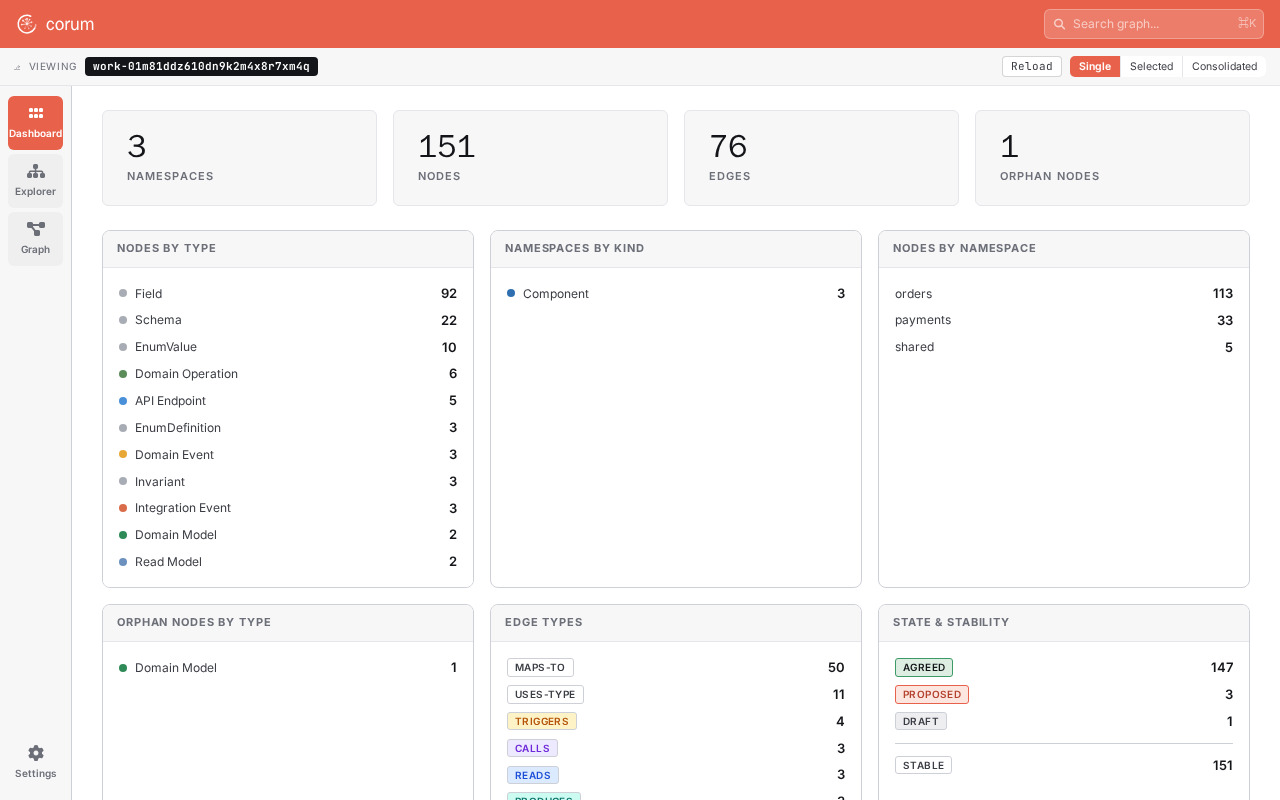 corum
Search graph... ⌘K
VIEWING work-01m81ddz610dn9k2m4x8r7xm4q
Reload Single Selected Consolidated
Dashboard
Explorer
Graph
Settings
3
NAMESPACES
151
NODES
76
EDGES
1
ORPHAN NODES
NODES BY TYPE
Field 92
Schema 22
EnumValue 10
Domain Operation 6
API Endpoint 5
EnumDefinition 3
Domain Event 3
Invariant 3
Integration Event 3
Domain Model 2
Read Model 2
NAMESPACES BY KIND
Component 3
NODES BY NAMESPACE
orders 113
payments 33
shared 5
ORPHAN NODES BY TYPE
Domain Model 1
EDGE TYPES
MAPS-TO 50
USES-TYPE 11
TRIGGERS 4
CALLS 3
READS 3
STATE & STABILITY
AGREED 147
PROPOSED 3
DRAFT 1
STABLE 151